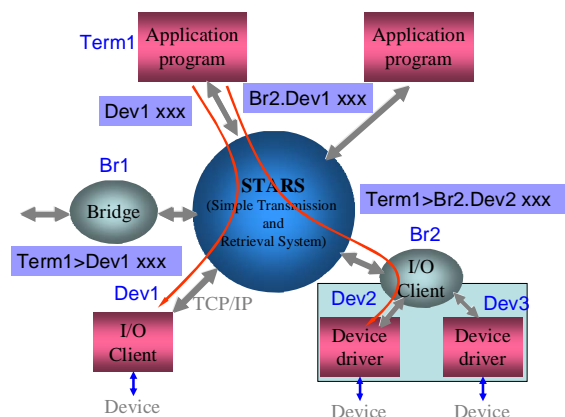 Term1
Application
program
Application
program
Dev1 xxx
Br2.Dev1 xxx
Br1
Bridge
STARS
(Simple Transmission
and
Retrieval System)
Term1>Br2.Dev2 xxx
Br2
I/O
Client
Term1>Dev1 xxx
Dev1
TCP/IP
Dev2
Dev3
I/O
Client
Device
driver
Device
driver
Device
Device
Device